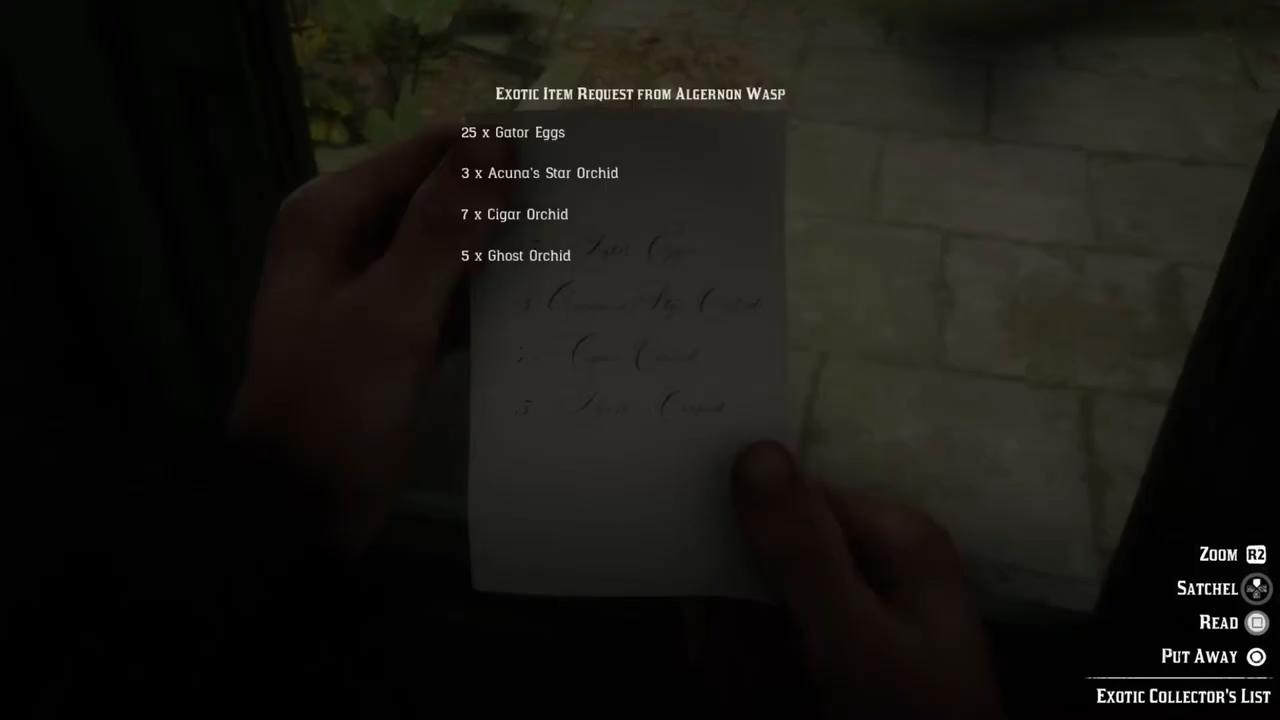 Exotic Item Request from Algernon Wasp
25 x Gator Eggs
3 x Acuna's Star Orchid
7 x Cigar Orchid
5 x Ghost Orchid
Zoom R2
Satchel
Read
Put Away
Exotic Collector's List